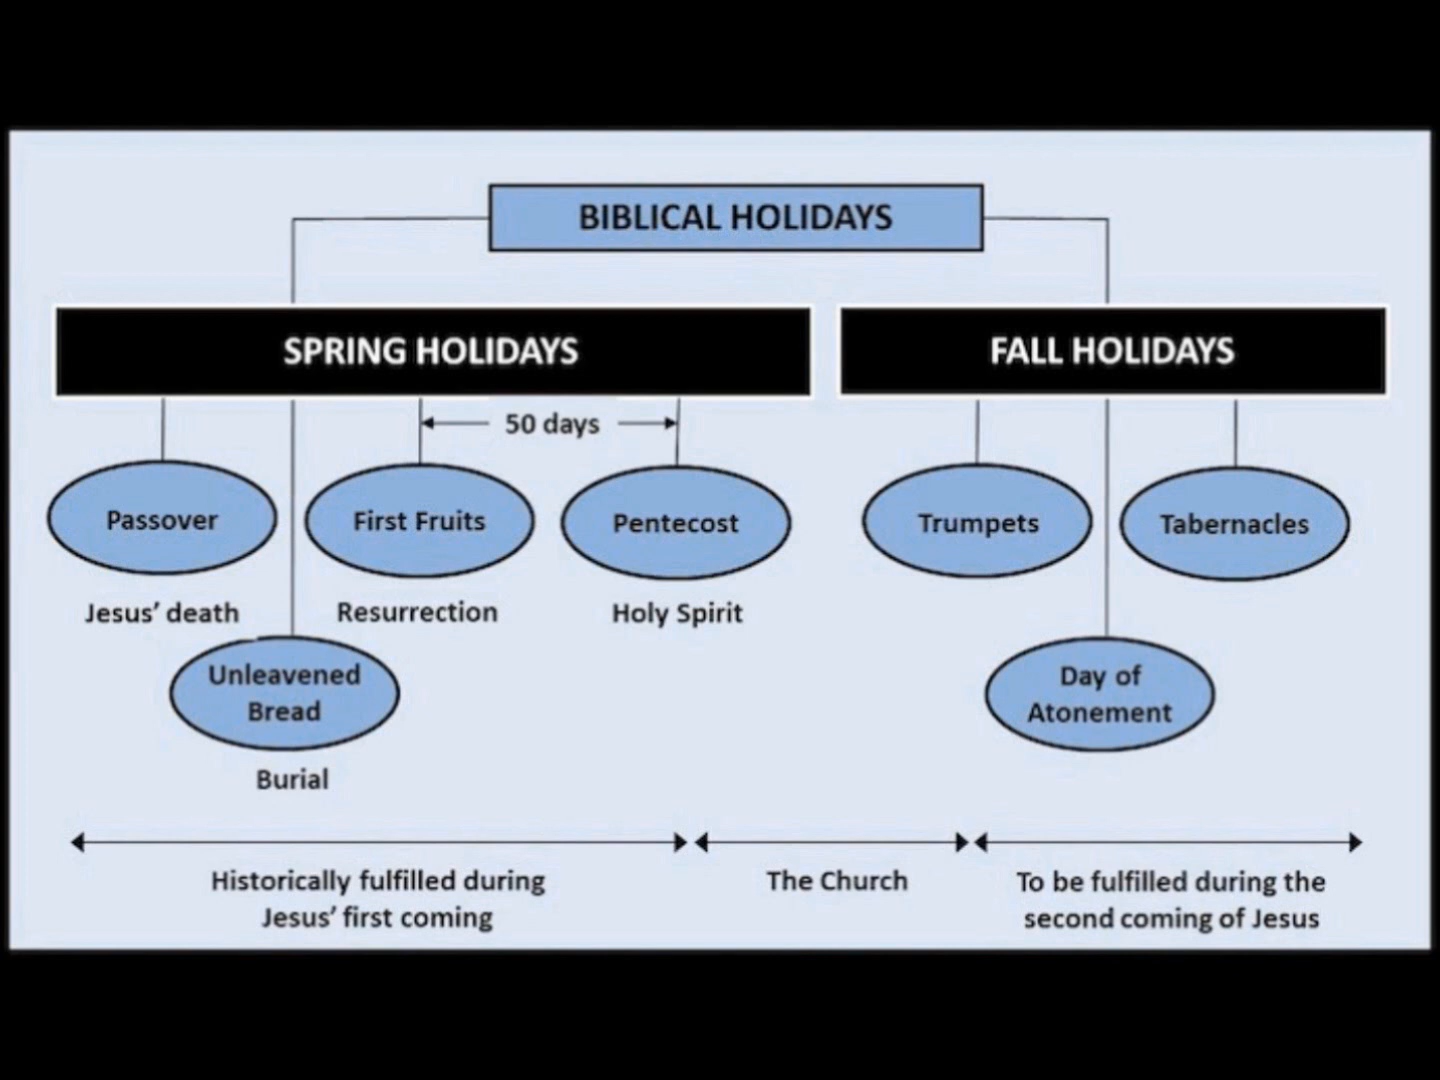 BIBLICAL HOLIDAYS
SPRING HOLIDAYS
FALL HOLIDAYS
50 days
Passover
First Fruits
Pentecost
Trumpets
Tabernacles
Jesus’ death
Resurrection
Holy Spirit
Unleavened
Bread
Day of
Atonement
Burial
Historically fulfilled during
Jesus’ first coming
The Church
To be fulfilled during the
second coming of Jesus